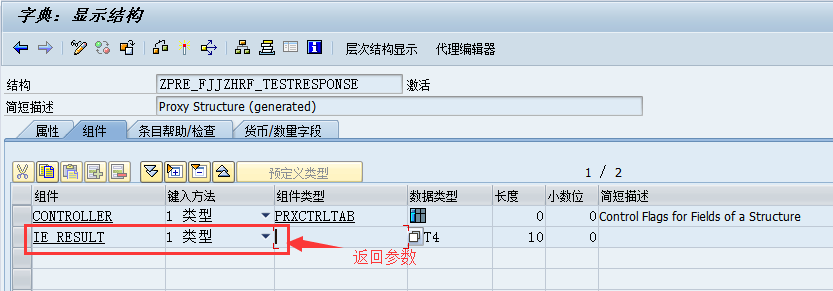 字典: 显示结构
层次结构显示 代理编辑器
结构 ZPRE_FJJZHRF_TESTRESPONSE 激活
简短描述 Proxy Structure (generated)
属性 组件 条目帮助/检查 货币/数量字段
预定义类型 1 / 2
组件 键入方法 组件类型 数据类型 长度 小数位 简短描述
CONTROLLER 1 类型 PRXCTRLTAB 0 0 Control Flags for Fields of a Structure
IE_RESULT 1 类型 T4 10 0
返回参数